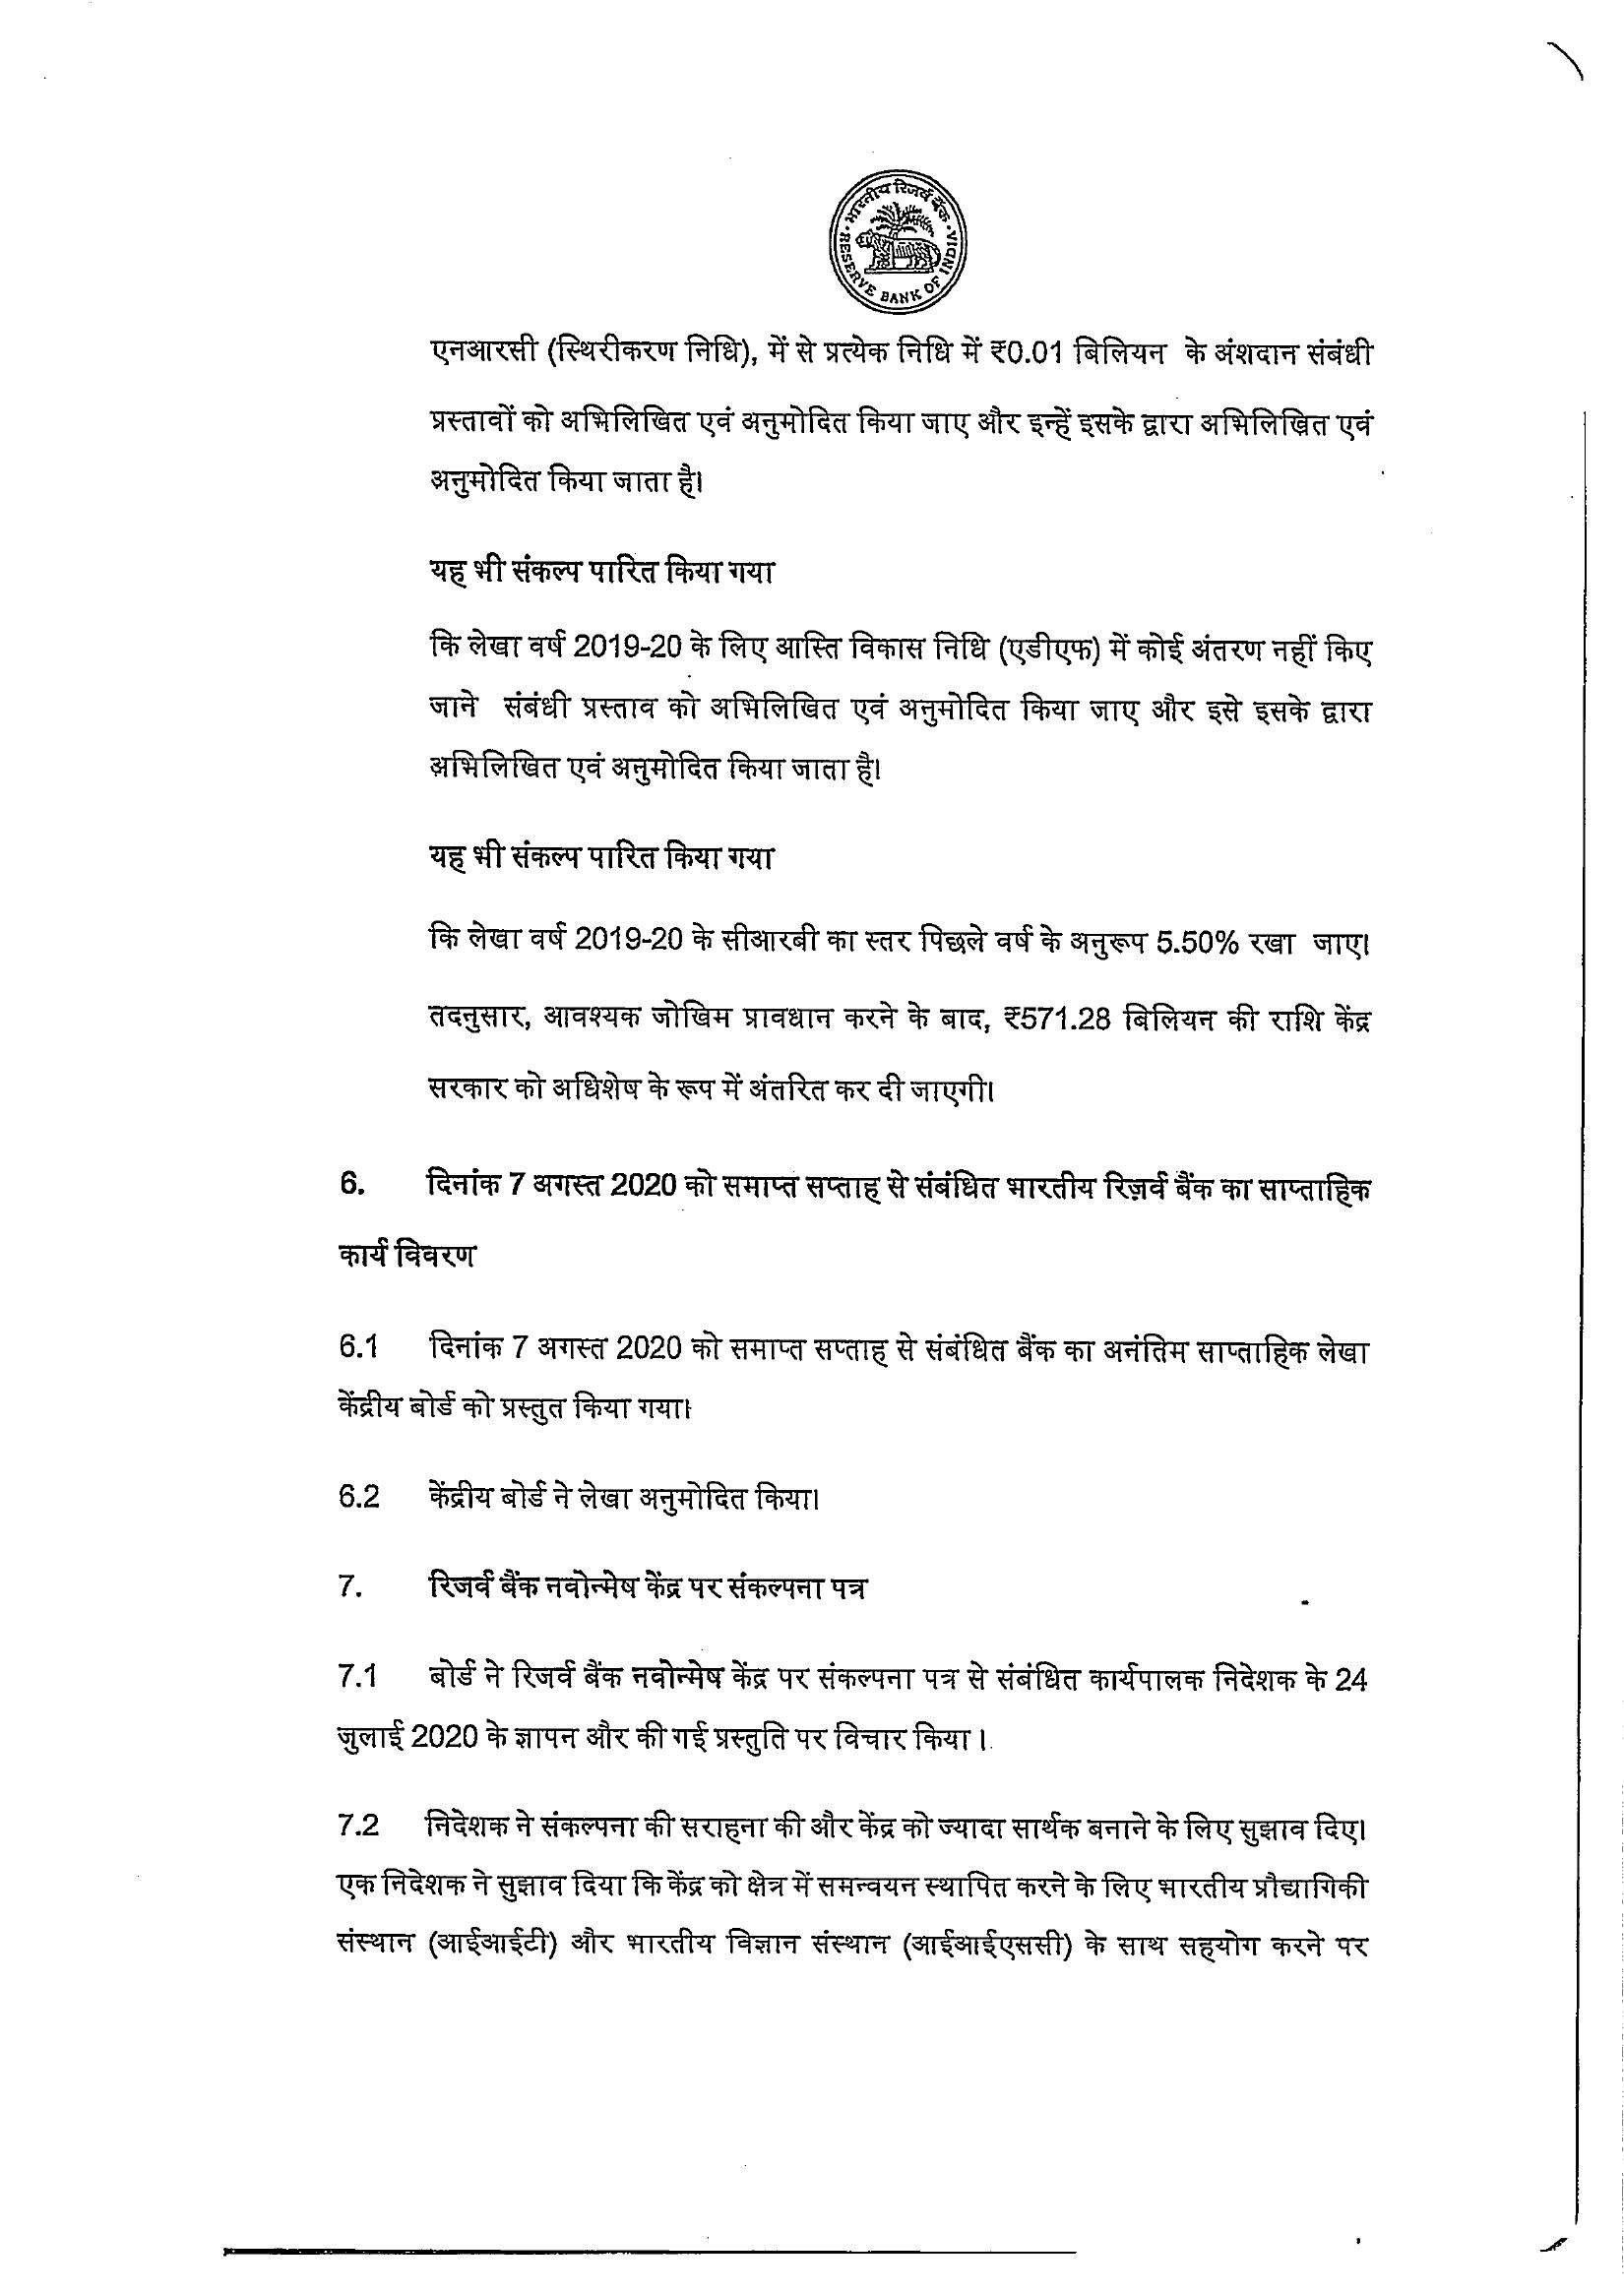 भारतीय रिज़र्व बैंक
RESERVE BANK OF INDIA
एनआरसी (स्थिरीकरण निधि), में से प्रत्येक निधि में ₹0.01 बिलियन के अंशदान संबंधी
प्रस्तावों को अभिलिखित एवं अनुमोदित किया जाए और इन्हें इसके द्वारा अभिलिखित एवं
अनुमोदित किया जाता है।
यह भी संकल्प पारित किया गया
कि लेखा वर्ष 2019-20 के लिए आस्ति विकास निधि (एडीएफ) में कोई अंतरण नहीं किए
जाने संबंधी प्रस्ताव को अभिलिखित एवं अनुमोदित किया जाए और इसे इसके द्वारा
अभिलिखित एवं अनुमोदित किया जाता है।
यह भी संकल्प पारित किया गया
कि लेखा वर्ष 2019-20 के सीआरबी का स्तर पिछले वर्ष के अनुरूप 5.50% रखा जाए।
तदनुसार, आवश्यक जोखिम प्रावधान करने के बाद, ₹571.28 बिलियन की राशि केंद्र
सरकार को अधिशेष के रूप में अंतरित कर दी जाएगी।
6. दिनांक 7 अगस्त 2020 को समाप्त सप्ताह से संबंधित भारतीय रिज़र्व बैंक का साप्ताहिक
कार्य विवरण
6.1 दिनांक 7 अगस्त 2020 को समाप्त सप्ताह से संबंधित बैंक का अनंतिम साप्ताहिक लेखा
केंद्रीय बोर्ड को प्रस्तुत किया गया।
6.2 केंद्रीय बोर्ड ने लेखा अनुमोदित किया।
7. रिजर्व बैंक नवोन्मेष केंद्र पर संकल्पना पत्र
7.1 बोर्ड ने रिजर्व बैंक नवोन्मेष केंद्र पर संकल्पना पत्र से संबंधित कार्यपालक निदेशक के 24
जुलाई 2020 के ज्ञापन और की गई प्रस्तुति पर विचार किया ।
7.2 निदेशक ने संकल्पना की सराहना की और केंद्र को ज्यादा सार्थक बनाने के लिए सुझाव दिए।
एक निदेशक ने सुझाव दिया कि केंद्र को क्षेत्र में समन्वयन स्थापित करने के लिए भारतीय प्रौद्यागिकी
संस्थान (आईआईटी) और भारतीय विज्ञान संस्थान (आईआईएससी) के साथ सहयोग करने पर